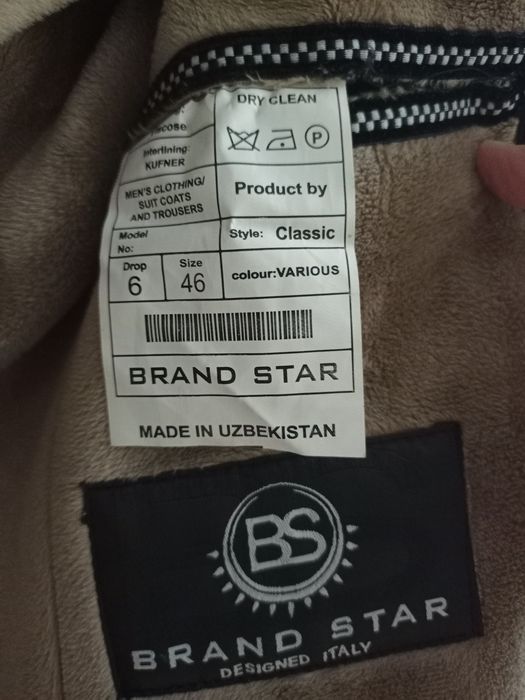 DRY CLEAN
P
Interlining:
KUFNER
MEN'S CLOTHING/
SUIT COATS
AND TROUSERS
Product by
Model
No:
Style: Classic
Drop
6
Size
46
colour:VARIOUS
BRAND STAR
MADE IN UZBEKISTAN
BS
BRAND STAR
DESIGNED ITALY